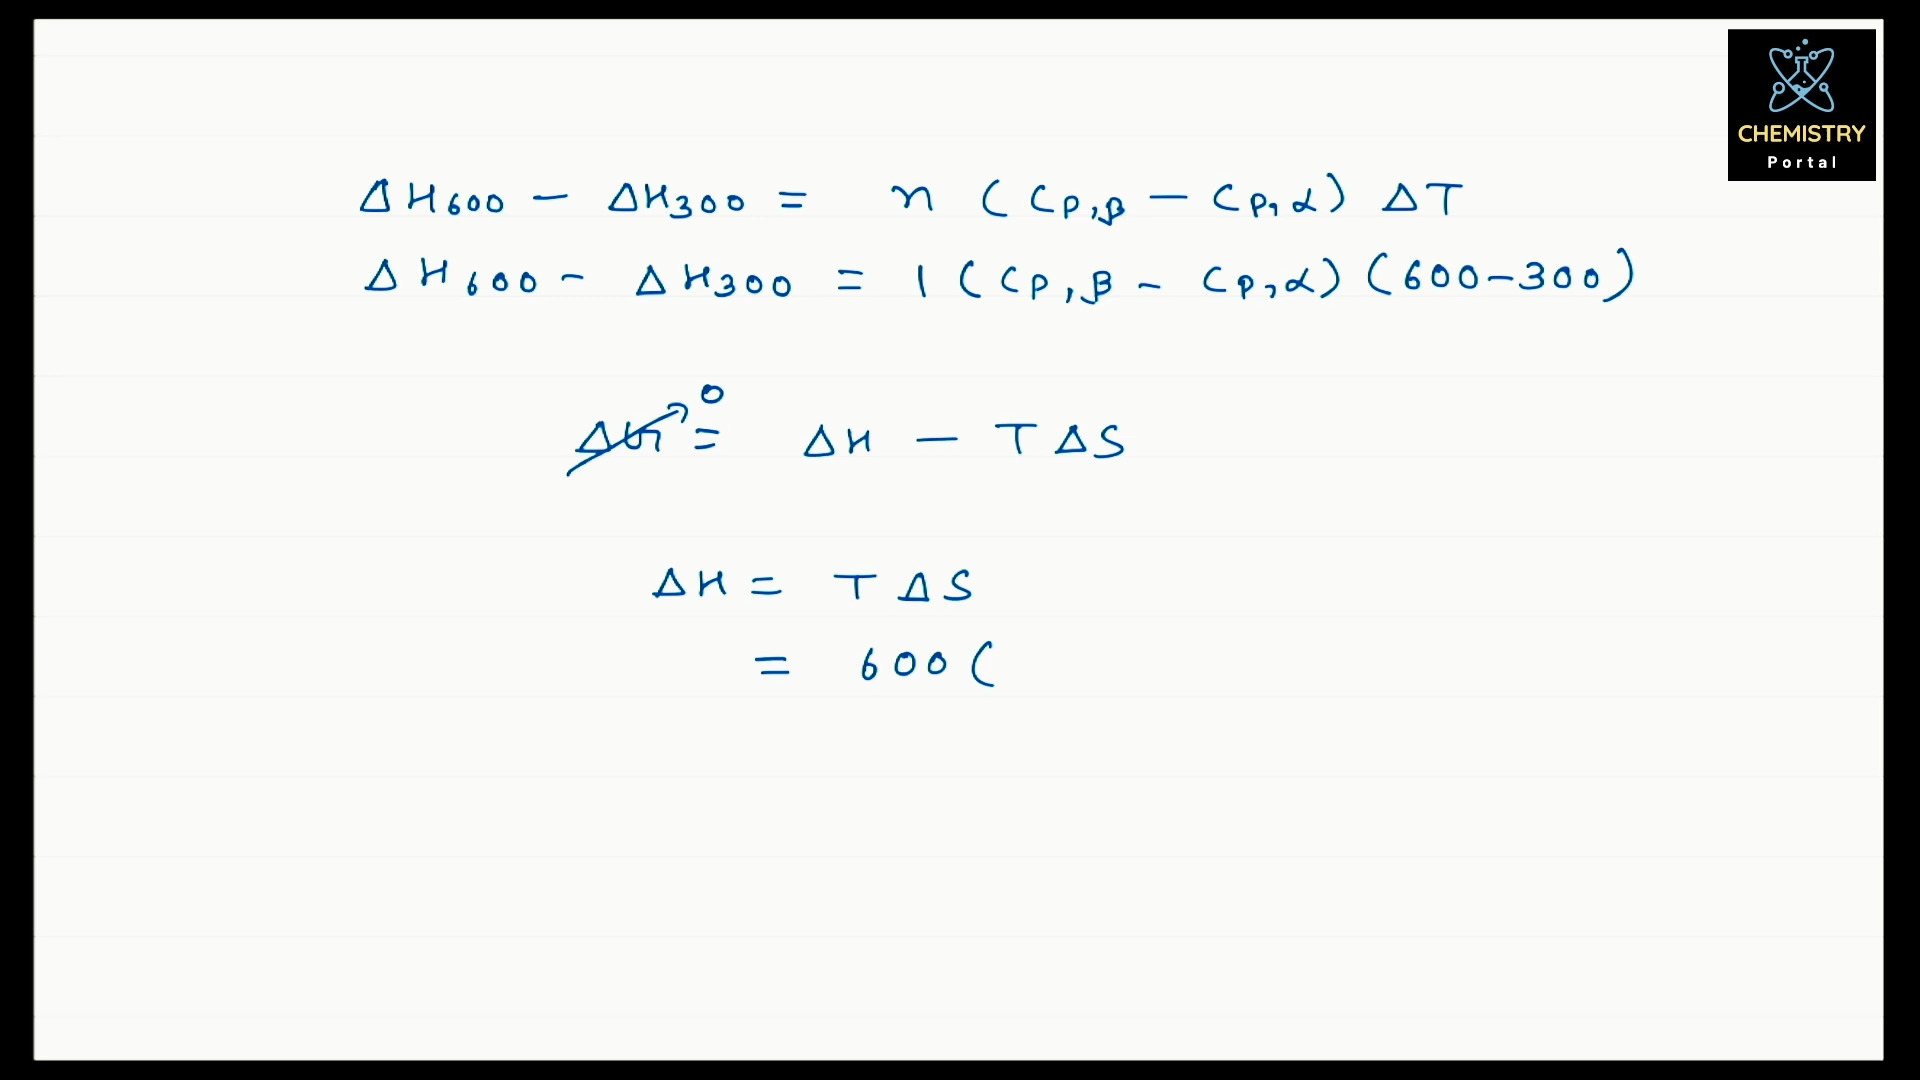 CHEMISTRY
Portal
ΔH600 − ΔH300 = n (CP,β − CP,α) ΔT
ΔH600 − ΔH300 = 1 (CP,β − CP,α) (600−300)
ΔG→0 = ΔH − TΔS
ΔH = TΔS
= 600 (